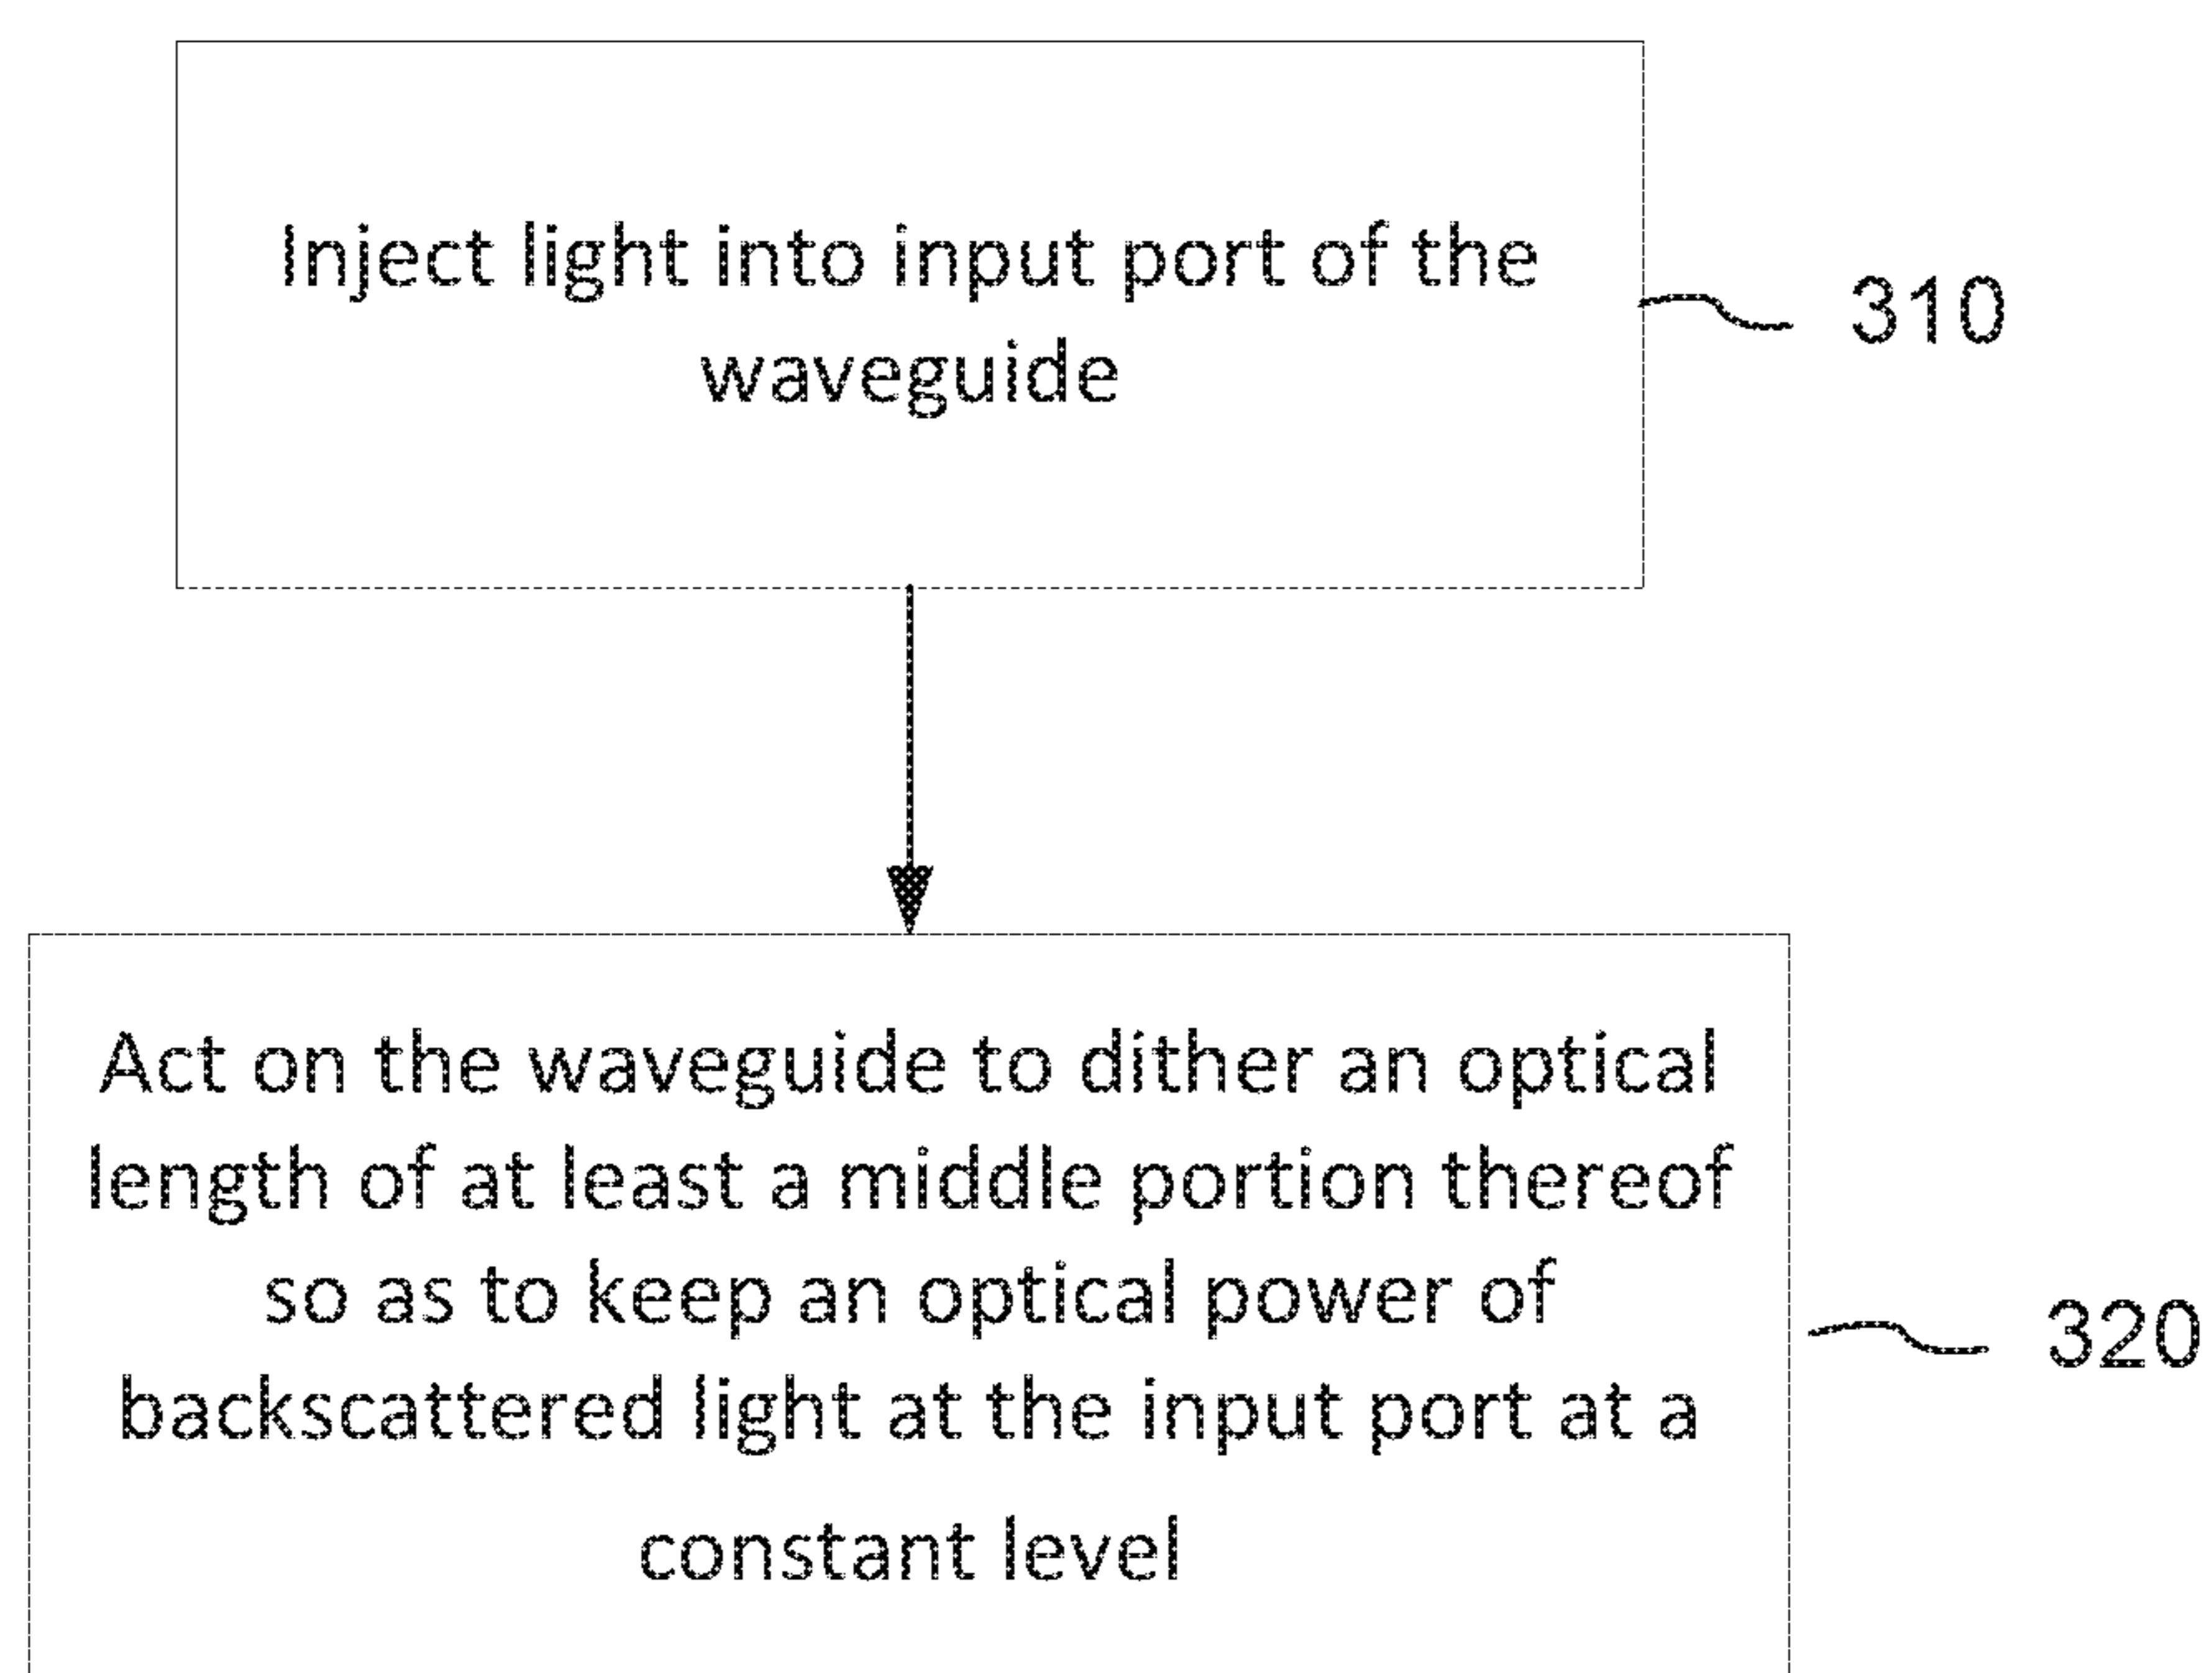 Inject light into input port of the
waveguide
310
Act on the waveguide to dither an optical
length of at least a middle portion thereof
so as to keep an optical power of
backscattered light at the input port at a
constant level
320